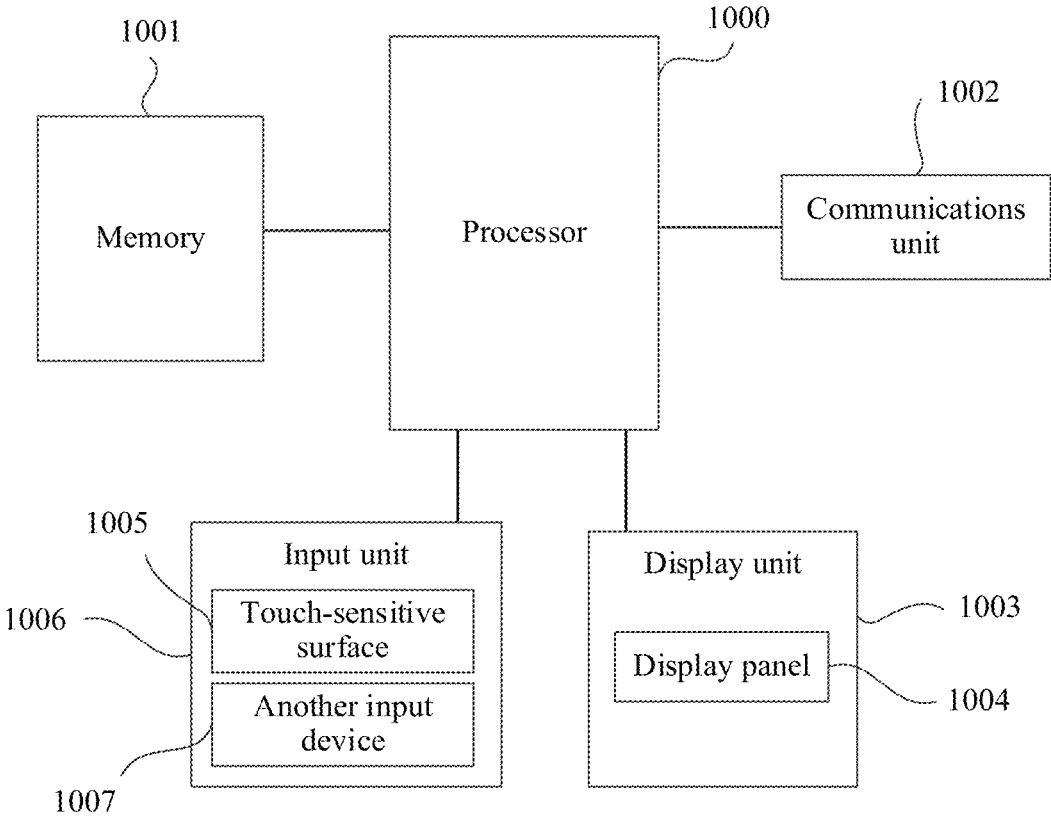 1001
1000
1002
Memory
Processor
Communications
unit
1005
1006
1007
Input unit
Touch-sensitive
surface
Another input
device
Display unit
Display panel
1003
1004